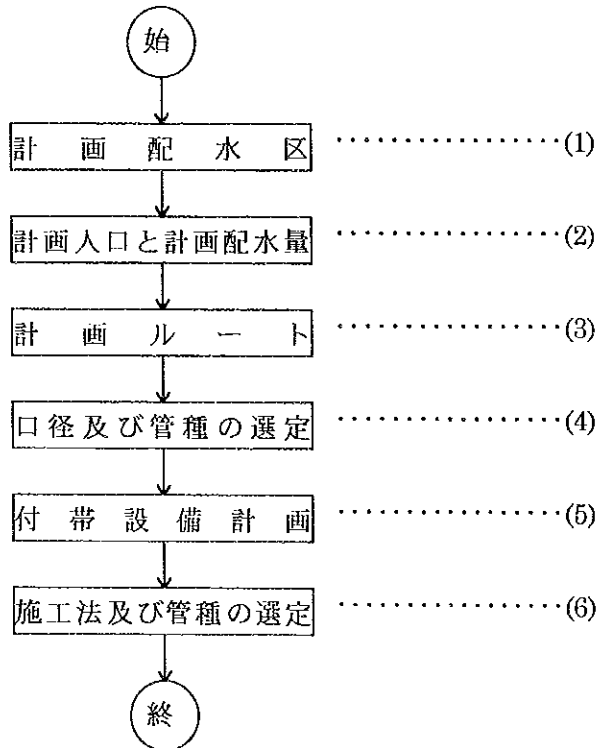 始
計画配水区 ・・・・・・・・・・・・・・・・(1)
計画人口と計画配水量 ・・・・・・・・・・・・・・・・(2)
計画ルート ・・・・・・・・・・・・・・・・(3)
口径及び管種の選定 ・・・・・・・・・・・・・・・・(4)
付帯設備計画 ・・・・・・・・・・・・・・・・(5)
施工法及び管種の選定 ・・・・・・・・・・・・・・・・(6)
終